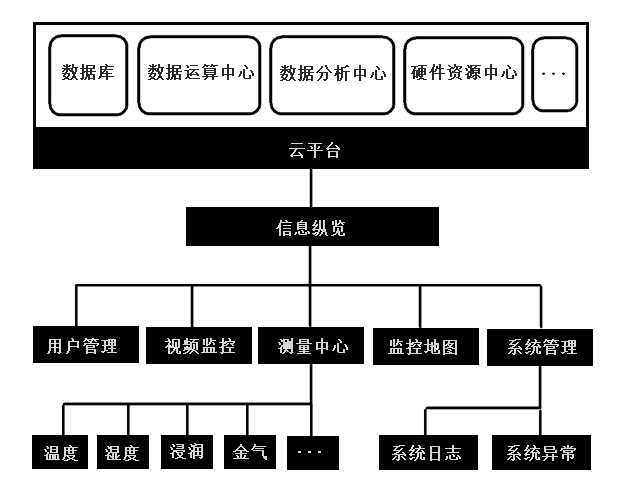 数据库 数据运算中心 数据分析中心 硬件资源中心 ...
云平台
信息纵览
用户管理 视频监控 测量中心 监控地图 系统管理
温度 湿度 浸润 金气 ... 系统日志 系统异常